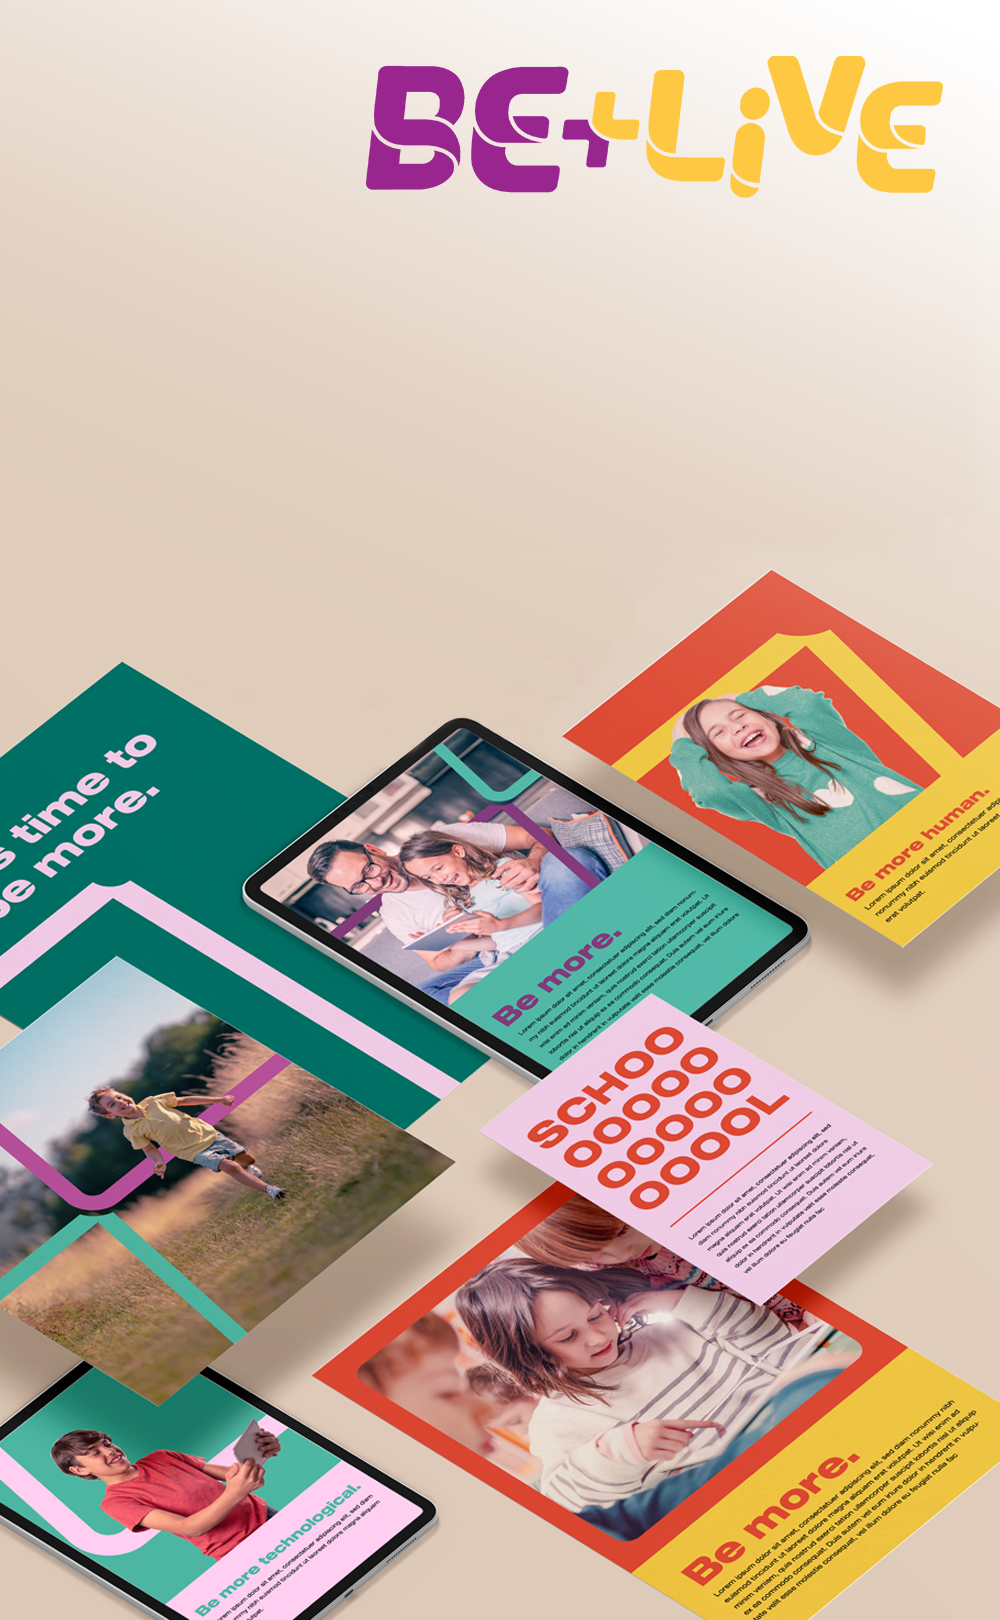 BE+LiVE
s time to
be more.
Be more human.
Lorem ipsum dolor sit amet, consectetuer adip
nonummy nibh euismod tincidunt ut laoreet
erat volutpat.
Be more.
Lorem ipsum dolor sit amet, consectetuer adipiscing elit, sed diam nonum-
my nibh euismod tincidunt ut laoreet dolore magna aliquam erat volutpat. Ut
wisi enim ad minim veniam, quis nostrud exerci tation ullamcorper suscipit
lobortis nisl ut aliquip ex ea commodo consequat. Duis autem vel eum iriure
dolor in hendrerit in vulputate velit esse molestie consequat, vel illum dolore
SCHOO
OOOOO
OOOOO
OOOOL
Lorem ipsum dolor sit amet, consectetuer adipiscing elit, sed
diam nonummy nibh euismod tincidunt ut laoreet dolore
magna aliquam erat volutpat. Ut wisi enim ad minim veniam,
quis nostrud exerci tation ullamcorper suscipit lobortis nisl ut
aliquip ex ea commodo consequat. Duis autem vel eum iriure
dolor in hendrerit in vulputate velit esse molestie consequat,
vel illum dolore eu feugiat nulla fac
Be more.
Lorem ipsum dolor sit amet, consectetuer adipiscing elit, sed diam nonummy nibh
euismod tincidunt ut laoreet dolore magna aliquam erat volutpat. Ut wisi enim ad
minim veniam, quis nostrud exerci tation ullamcorper suscipit lobortis nisl ut aliquip
ex ea commodo consequat. Duis autem vel eum iriure dolor in hendrerit in vulpu-
tate velit esse molestie consequat, vel illum dolore eu feugiat nulla fac
Be more technological.
Lorem ipsum dolor sit amet, consectetuer adipiscing elit, sed diam
nonummy nibh euismod tincidunt ut laoreet dolore magna aliquam
erat volutpat.